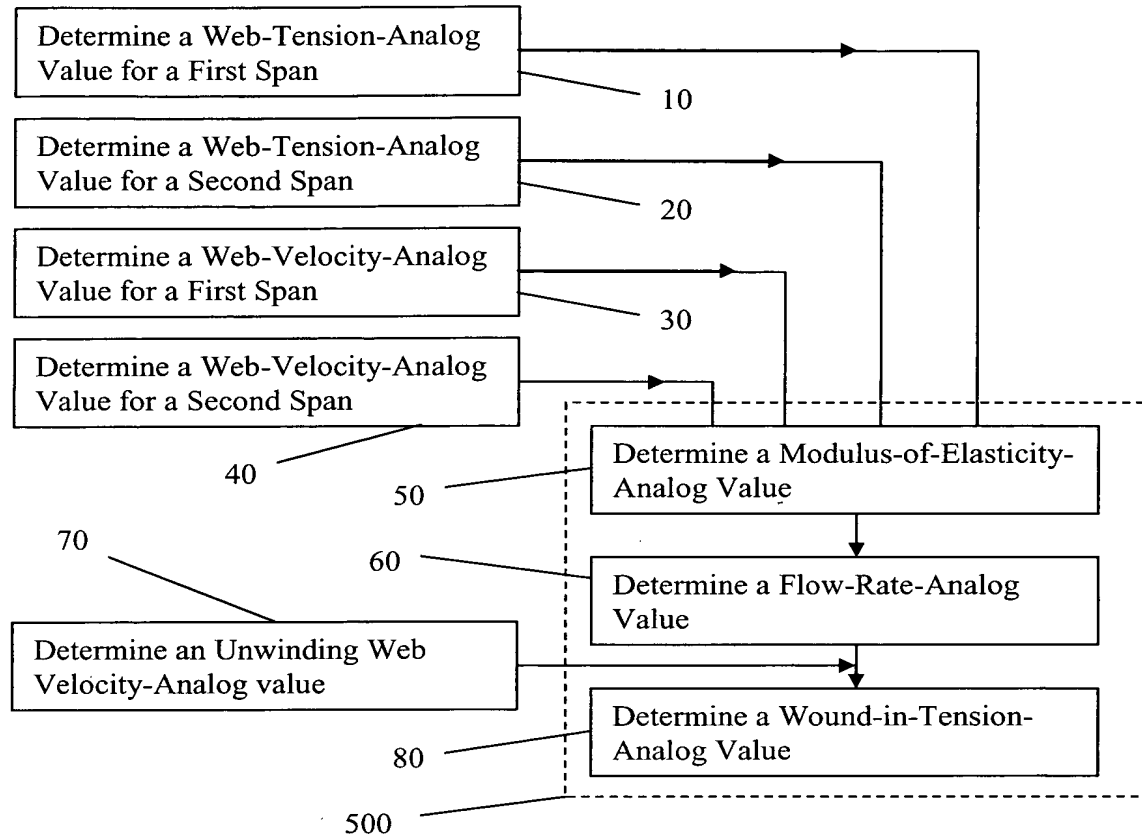 Determine a Web-Tension-Analog
Value for a First Span
10
Determine a Web-Tension-Analog
Value for a Second Span
20
Determine a Web-Velocity-Analog
Value for a First Span
30
Determine a Web-Velocity-Analog
Value for a Second Span
40
Determine a Modulus-of-Elasticity-
Analog Value
50
70
60
Determine a Flow-Rate-Analog
Value
Determine an Unwinding Web
Velocity-Analog value
Determine a Wound-in-Tension-
Analog Value
80
500